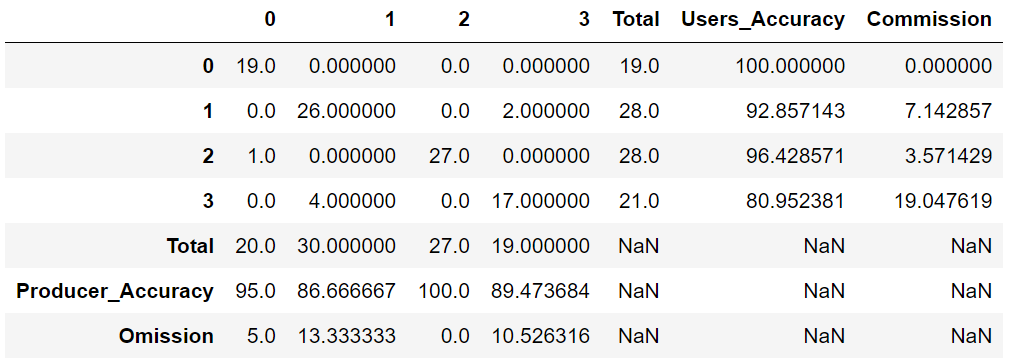 0 1 2 3 Total Users_Accuracy Commission
0 19.0 0.000000 0.0 0.000000 19.0 100.000000 0.000000
1 0.0 26.000000 0.0 2.000000 28.0 92.857143 7.142857
2 1.0 0.000000 27.0 0.000000 28.0 96.428571 3.571429
3 0.0 4.000000 0.0 17.000000 21.0 80.952381 19.047619
Total 20.0 30.000000 27.0 19.000000 NaN NaN NaN
Producer_Accuracy 95.0 86.666667 100.0 89.473684 NaN NaN NaN
Omission 5.0 13.333333 0.0 10.526316 NaN NaN NaN